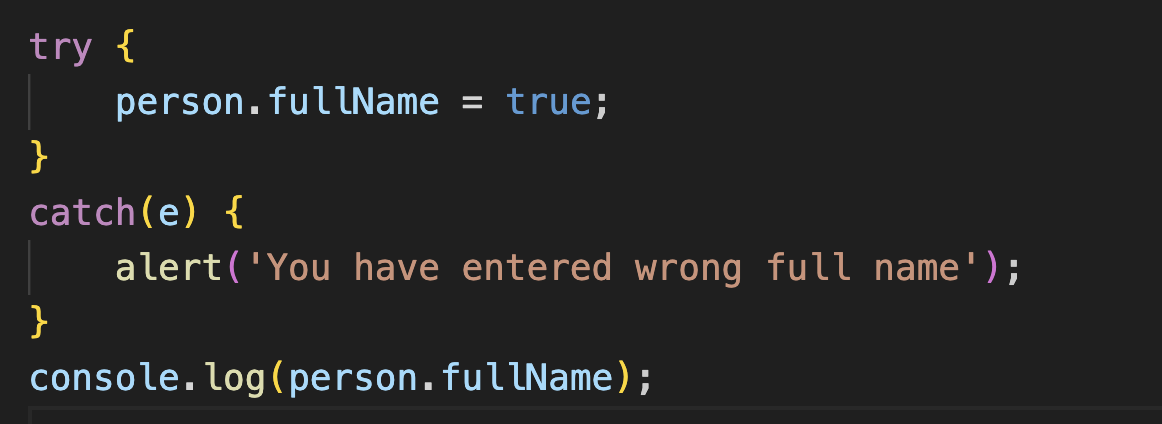 try {
    person.fullName = true;
}
catch(e) {
    alert('You have entered wrong full name');
}
console.log(person.fullName);